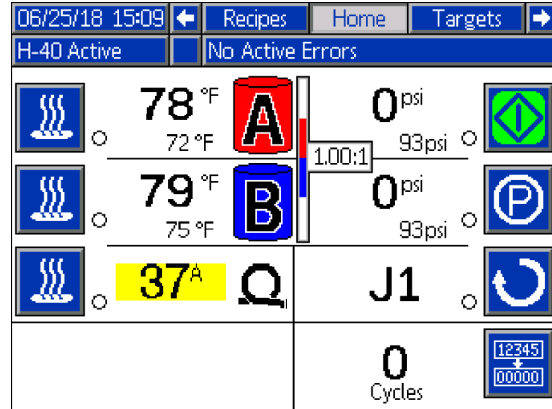 06/25/18 15:09 Recipes Home Targets
H-40 Active No Active Errors
78 °F A 0 psi
72 °F 93psi
1.00:1
79 °F B 0 psi
75 °F 93psi
P
37 A J1
12345
00000
0
Cycles